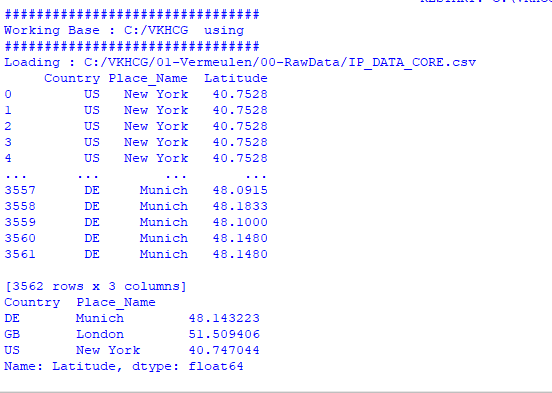 ################################
Working Base : C:/VKHCG  using
################################
Loading : C:/VKHCG/01-Vermeulen/00-RawData/IP_DATA_CORE.csv
     Country Place_Name  Latitude
0         US   New York   40.7528
1         US   New York   40.7528
2         US   New York   40.7528
3         US   New York   40.7528
4         US   New York   40.7528
...      ...        ...       ...
3557      DE     Munich   48.0915
3558      DE     Munich   48.1833
3559      DE     Munich   48.1000
3560      DE     Munich   48.1480
3561      DE     Munich   48.1480

[3562 rows x 3 columns]
Country  Place_Name
DE       Munich        48.143223
GB       London        51.509406
US       New York      40.747044
Name: Latitude, dtype: float64